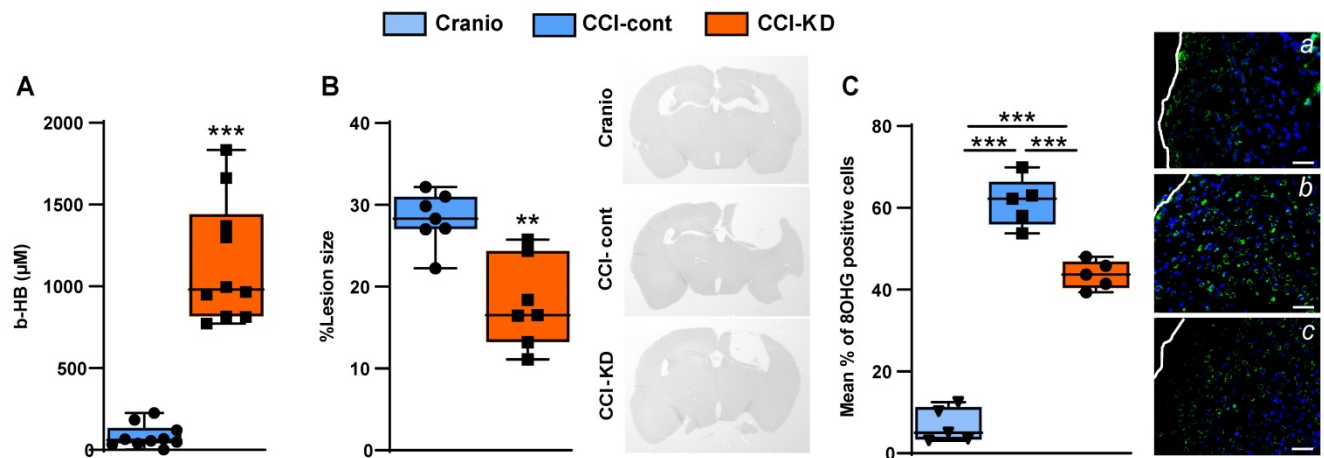 Cranio CCI-cont CCI-KD
A
b-HB (µM)
2000
1500
1000
500
0
***
B
%Lesion size
40
30
20
10
0
**
Cranio
CCI- cont
CCI-KD
C
Mean % of 8OHG positive cells
80
60
40
20
0
***
*** ***
a
b
c